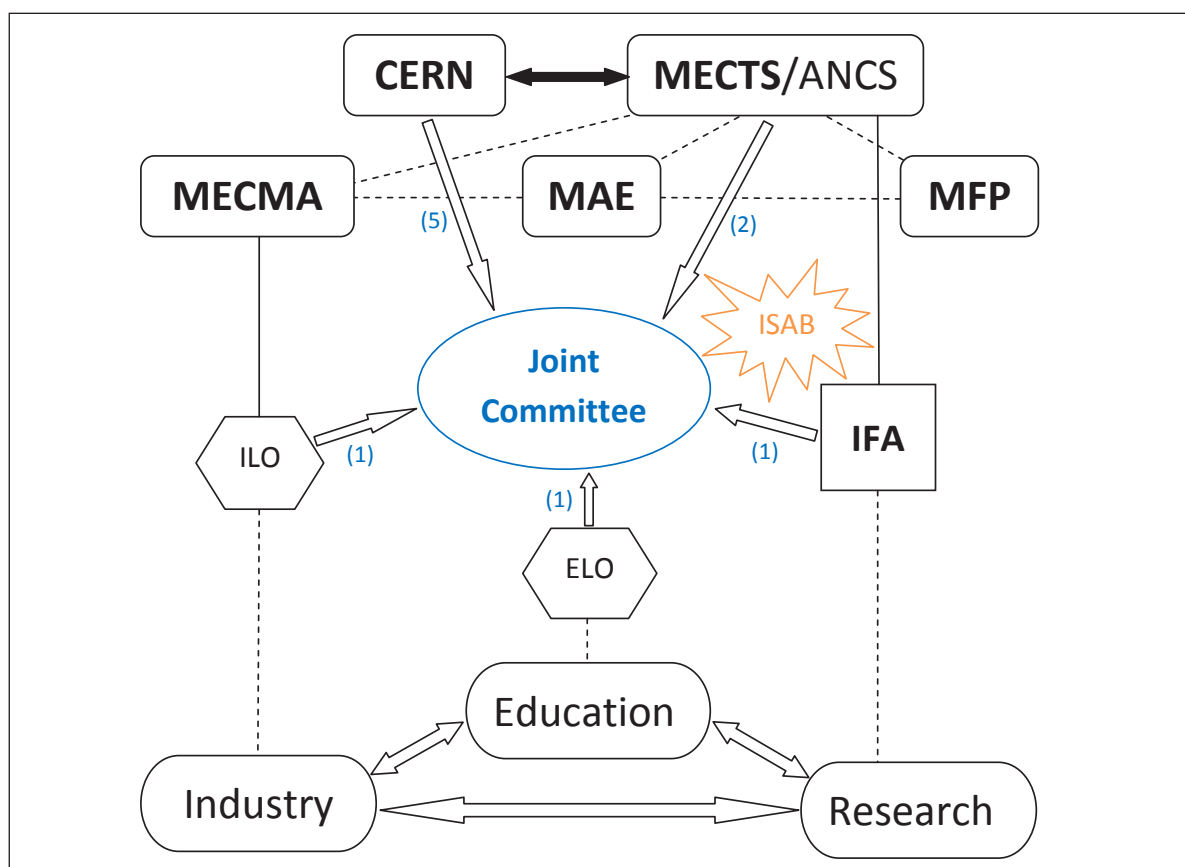 CERN
MECTS/ANCS
MECMA
MAE
MFP
(5)
(2)
ISAB
Joint
Committee
ILO
(1)
(1)
IFA
(1)
ELO
Education
Industry
Research